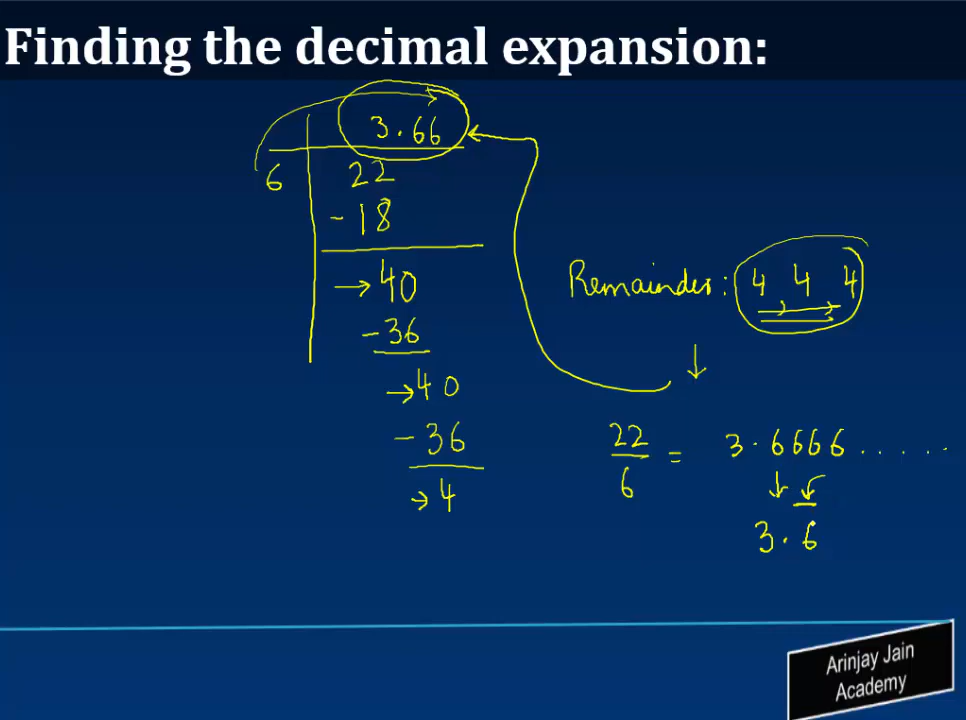 Finding the decimal expansion:
3.66
6 22
-18
→40
-36
→40
-36
→4
Remainder: 4 4 4
22/6 = 3.6666.....
3.6
Arinjay Jain
Academy